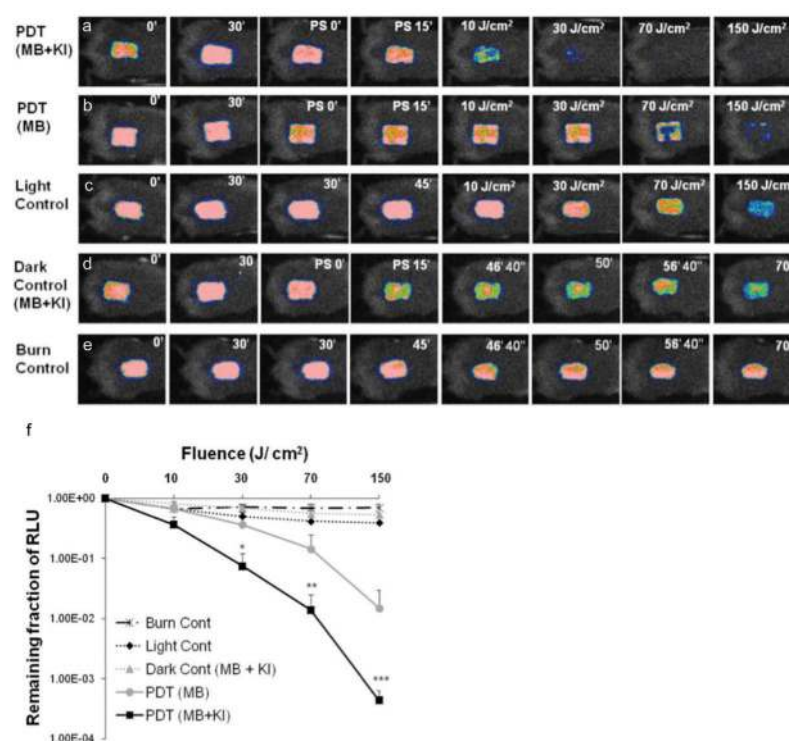 PDT (MB+KI)
a 0' 30' PS 0' PS 15' 10 J/cm² 30 J/cm² 70 J/cm² 150 J/cm²
PDT (MB)
b 0' 30' PS 0' PS 15' 10 J/cm² 30 J/cm² 70 J/cm² 150 J/cm²
Light Control
c 0' 30' 30' 45' 10 J/cm² 30 J/cm² 70 J/cm² 150 J/cm
Dark Control (MB+KI)
d 0' 30 PS 0' PS 15' 46' 40" 50' 56' 40" 70
Burn Control
e 0' 30' 30' 45' 46' 40" 50' 56' 40" 70
f
Fluence (J/ cm²)
0 10 30 70 150
Remaining fraction of RLU
1.00E+00
1.00E-01
1.00E-02
1.00E-03
1.00E-04
*
**
***
Burn Cont
Light Cont
Dark Cont (MB + KI)
PDT (MB)
PDT (MB+KI)